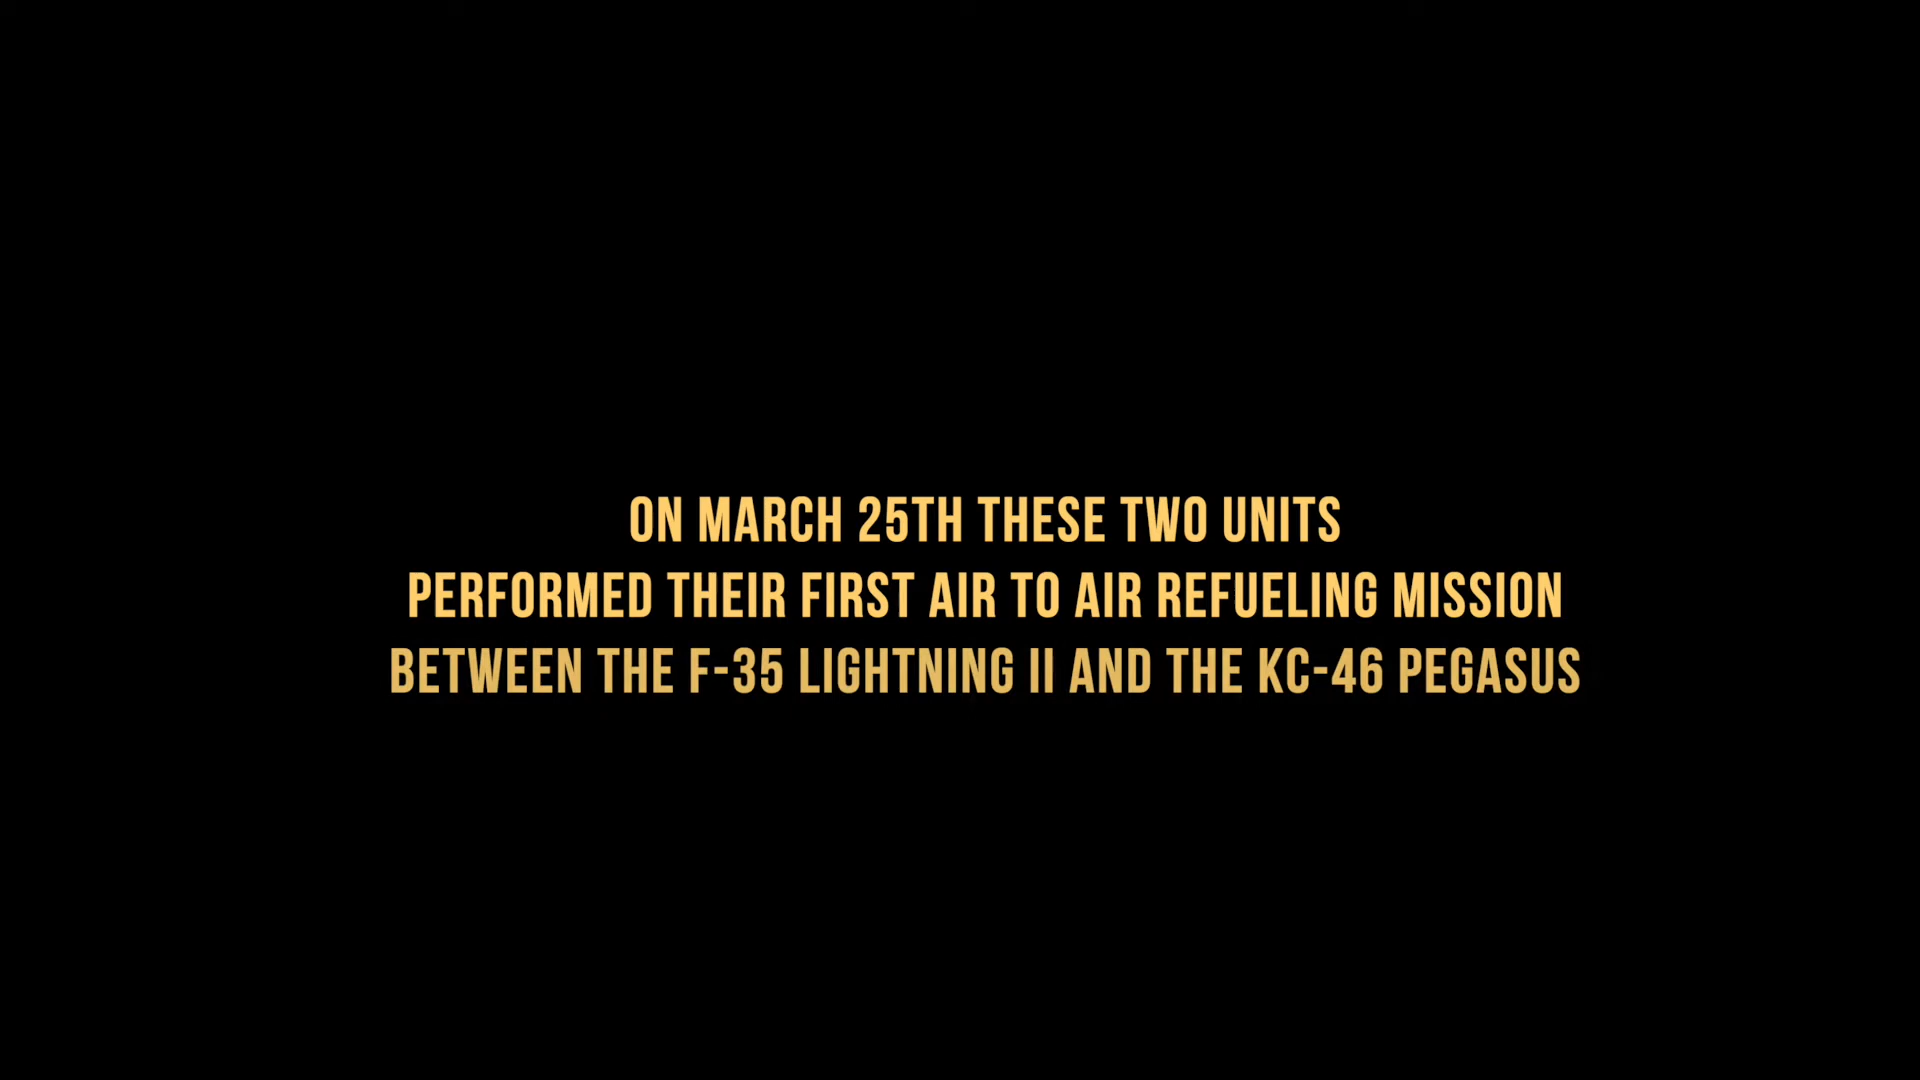 ON MARCH 25TH THESE TWO UNITS
PERFORMED THEIR FIRST AIR TO AIR REFUELING MISSION
BETWEEN THE F-35 LIGHTNING II AND THE KC-46 PEGASUS